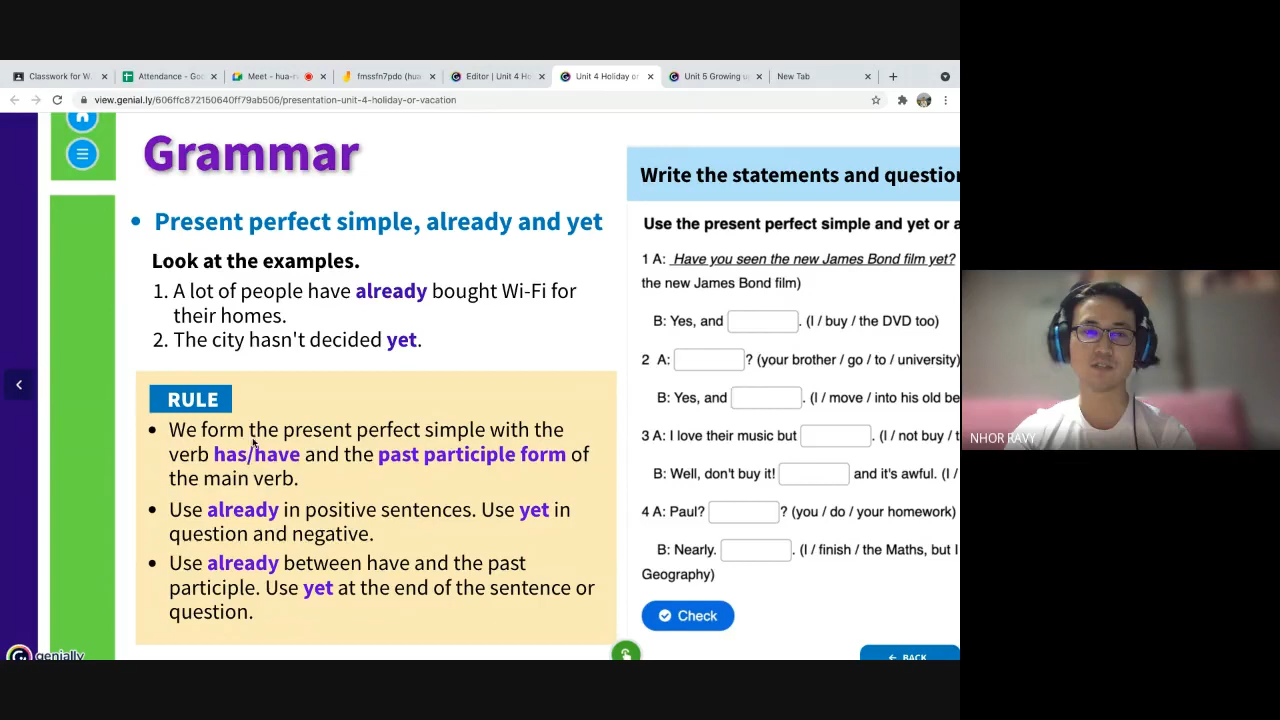 Classwork for W
Attendance - Goo
Meet - hua-r
fmssfn7pdo (hua
Editor | Unit 4 Ho
Unit 4 Holiday or
Unit 5 Growing u
New Tab
view.genial.ly/606ffc872150640ff79ab506/presentation-unit-4-holiday-or-vacation
Grammar
• Present perfect simple, already and yet
Look at the examples.
1. A lot of people have already bought Wi-Fi for
their homes.
2. The city hasn't decided yet.
RULE
• We form the present perfect simple with the
verb has/have and the past participle form of
the main verb.
• Use already in positive sentences. Use yet in
question and negative.
• Use already between have and the past
participle. Use yet at the end of the sentence or
question.
genially
Write the statements and question
Use the present perfect simple and yet or a
1 A: Have you seen the new James Bond film yet?
the new James Bond film)
B: Yes, and . (I / buy / the DVD too)
2 A: ? (your brother / go / to / university)
B: Yes, and . (I / move / into his old be
3 A: I love their music but . (I / not buy / t
B: Well, don't buy it! and it's awful. (I /
4 A: Paul? ? (you / do / your homework)
B: Nearly. . (I / finish / the Maths, but I
Geography)
Check
← BACK
NHOR RAVY